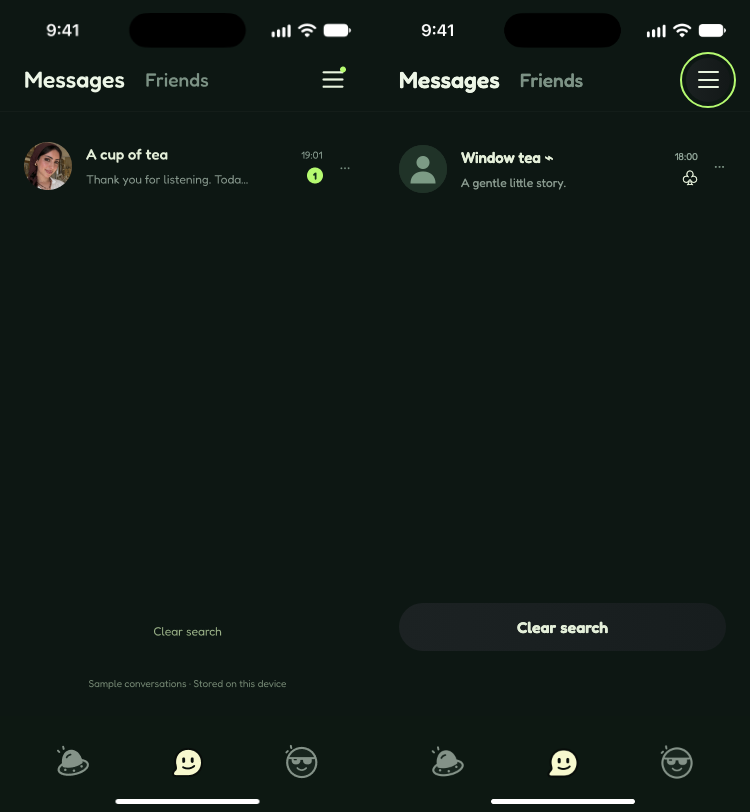 9:41
Messages Friends
A cup of tea
19:01
Thank you for listening. Toda...
1
Clear search
Sample conversations · Stored on this device
9:41
Messages Friends
Window tea
18:00
A gentle little story.
Clear search